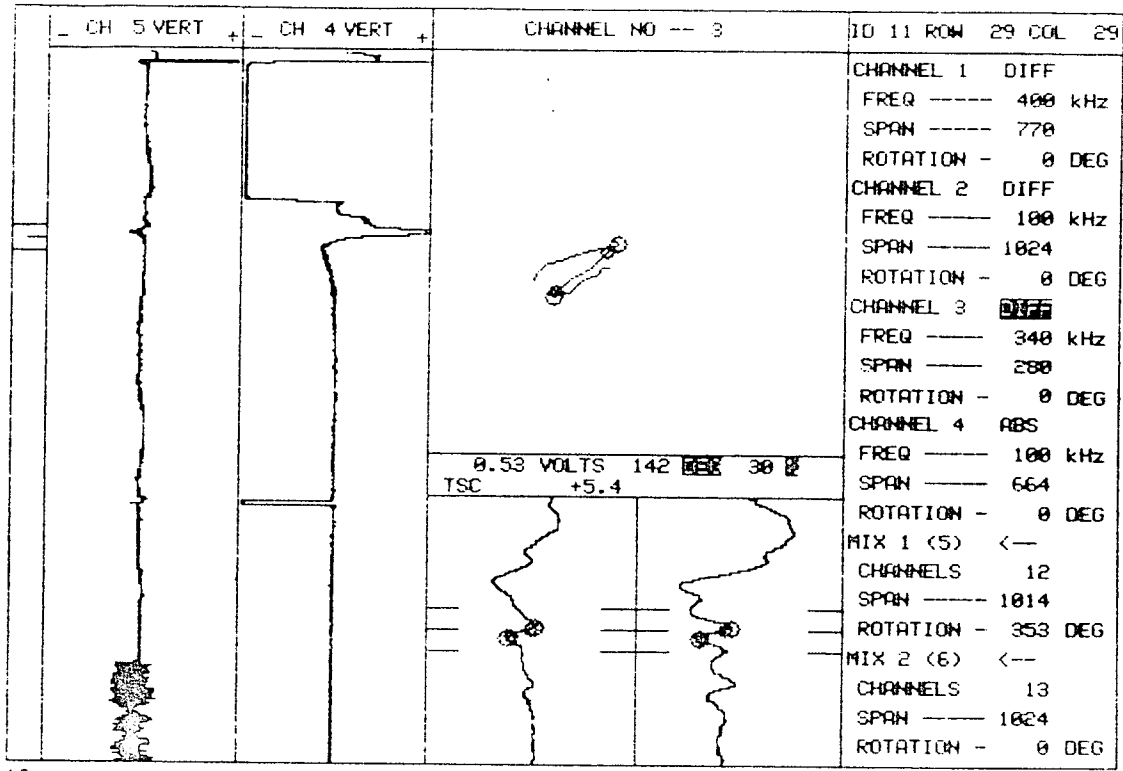 _ CH 5 VERT +
_ CH 4 VERT +
CHANNEL NO -- 3
ID 11 ROW 29 COL 29
CHANNEL 1 DIFF
FREQ ----- 400 kHz
SPAN ----- 770
ROTATION - 0 DEG
CHANNEL 2 DIFF
FREQ ----- 100 kHz
SPAN ----- 1024
ROTATION - 0 DEG
CHANNEL 3 DIFF
FREQ ----- 340 kHz
SPAN ----- 280
ROTATION - 0 DEG
CHANNEL 4 ABS
FREQ ----- 100 kHz
SPAN ----- 664
ROTATION - 0 DEG
MIX 1 (5) <--
CHANNELS 12
SPAN ----- 1014
ROTATION - 353 DEG
MIX 2 (6) <--
CHANNELS 13
SPAN ----- 1024
ROTATION - 0 DEG
0.53 VOLTS 142 30
TSC +5.4